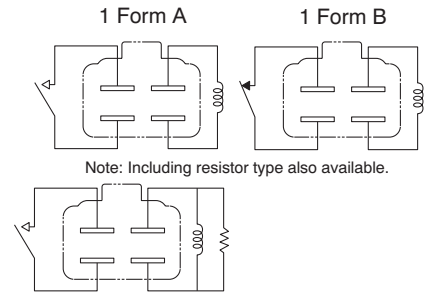 1 Form A
1 Form B
Note: Including resistor type also available.